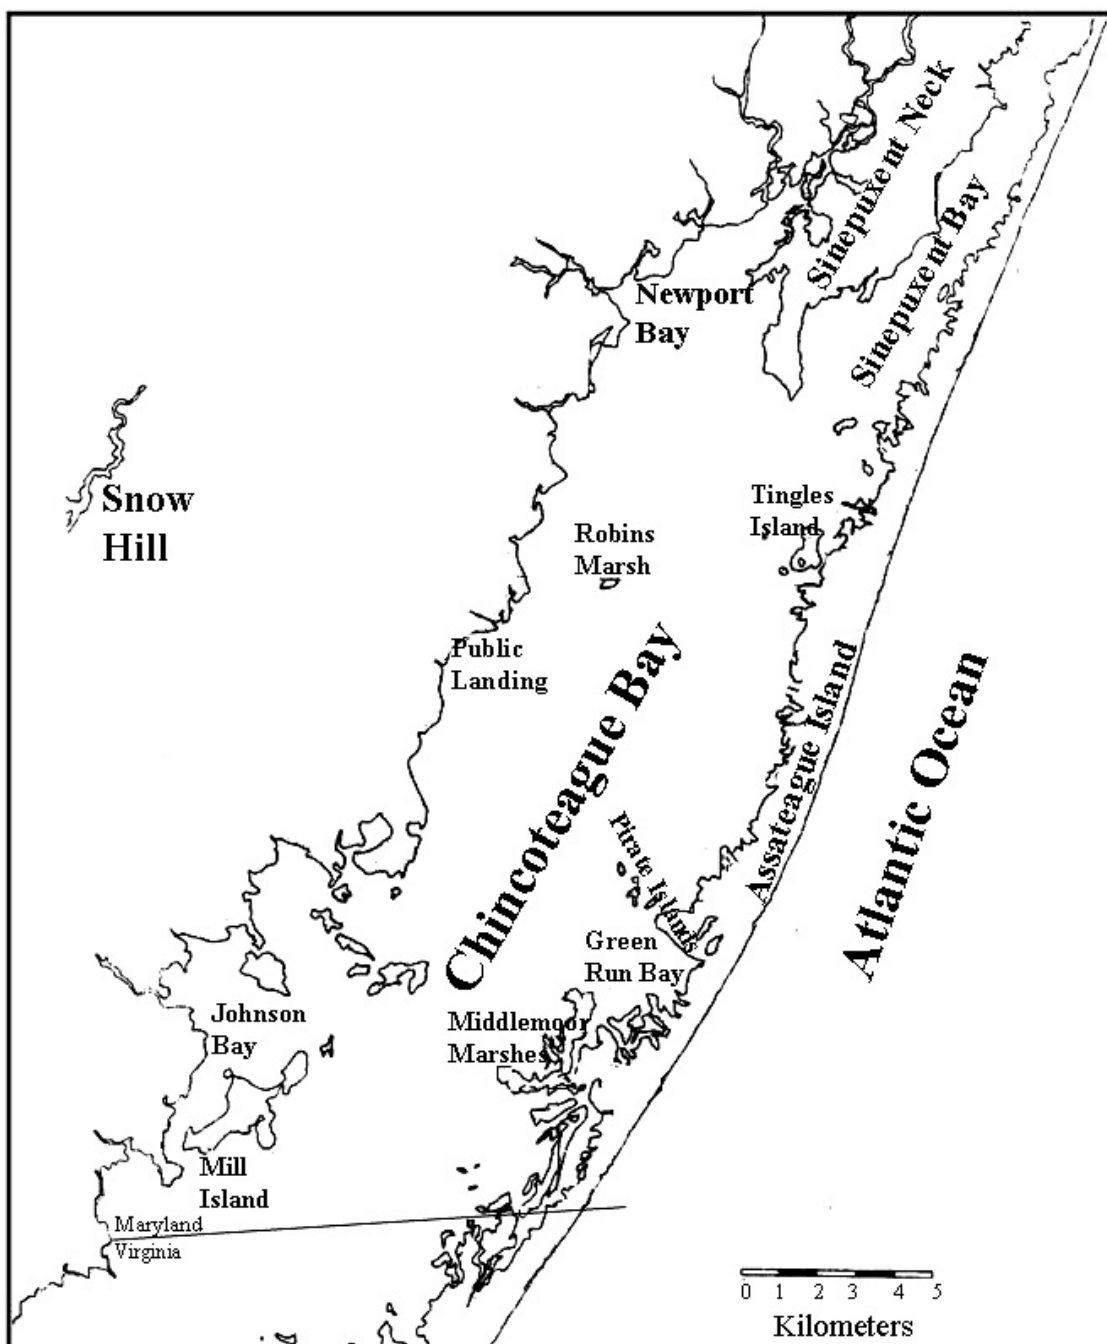 Sinepuxent Neck
Sinepuxent Bay
Newport
Bay
Snow
Hill
Tingles
Island
Robins
Marsh
Public
Landing
Chincoteague Bay
Assateague Island
Atlantic Ocean
Pirate Islands
Green
Run Bay
Johnson
Bay
Middlemoor
Marshes
Mill
Island
Maryland
Virginia
0 1 2 3 4 5
Kilometers